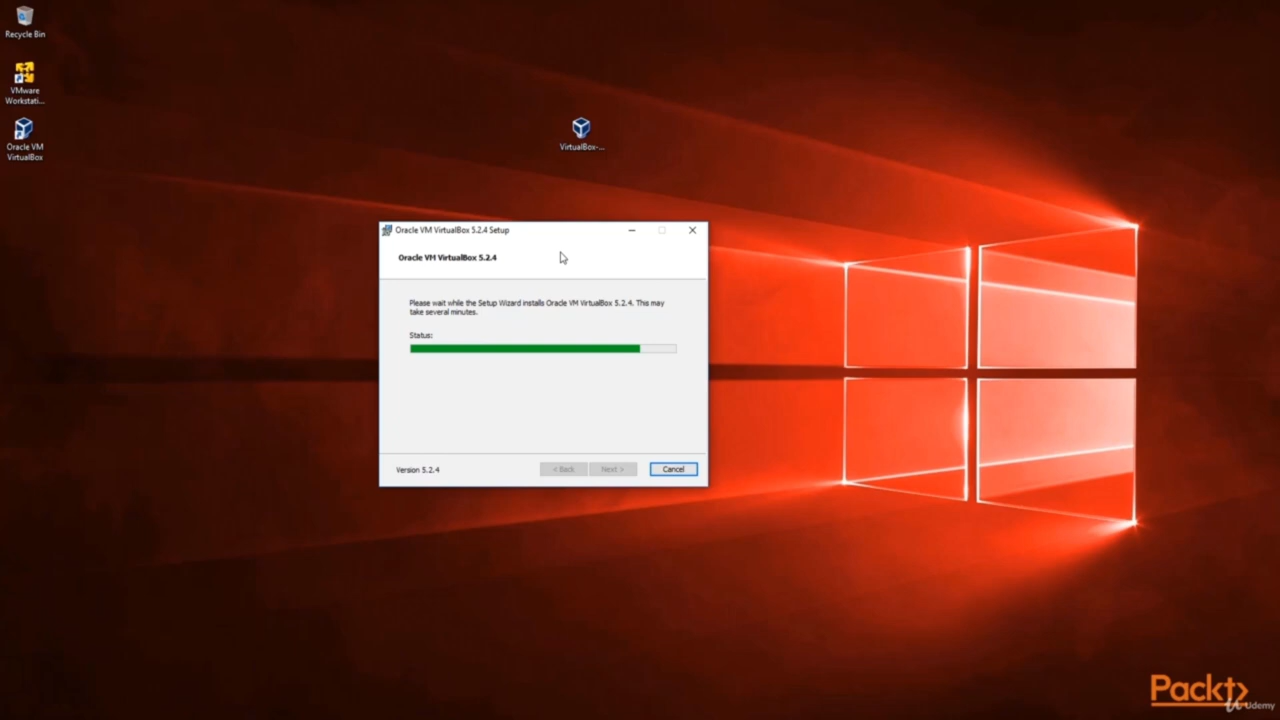 Recycle Bin
VMware
Workstati...
Oracle VM
VirtualBox
VirtualBox-...
Oracle VM VirtualBox 5.2.4 Setup
Oracle VM VirtualBox 5.2.4
Please wait while the Setup Wizard installs Oracle VM VirtualBox 5.2.4. This may
take several minutes.
Status:
Version 5.2.4
< Back
Next >
Cancel
Packt>
Udemy